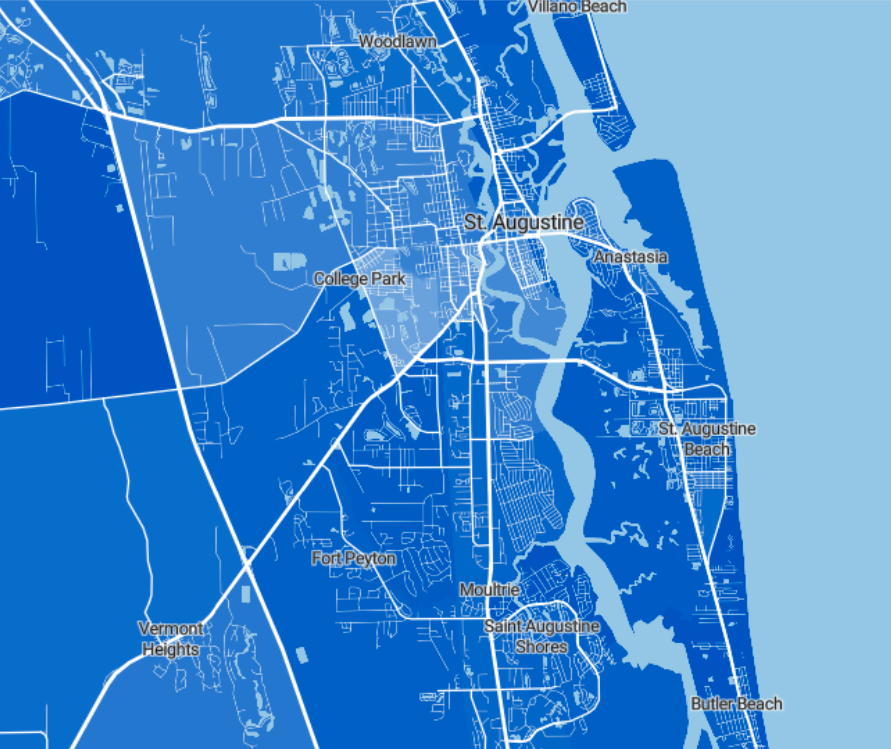 Villano Beach
Woodlawn
St. Augustine
Anastasia
College Park
St. Augustine
Beach
Fort Peyton
Moultrie
Saint Augustine
Shores
Vermont
Heights
Butler Beach